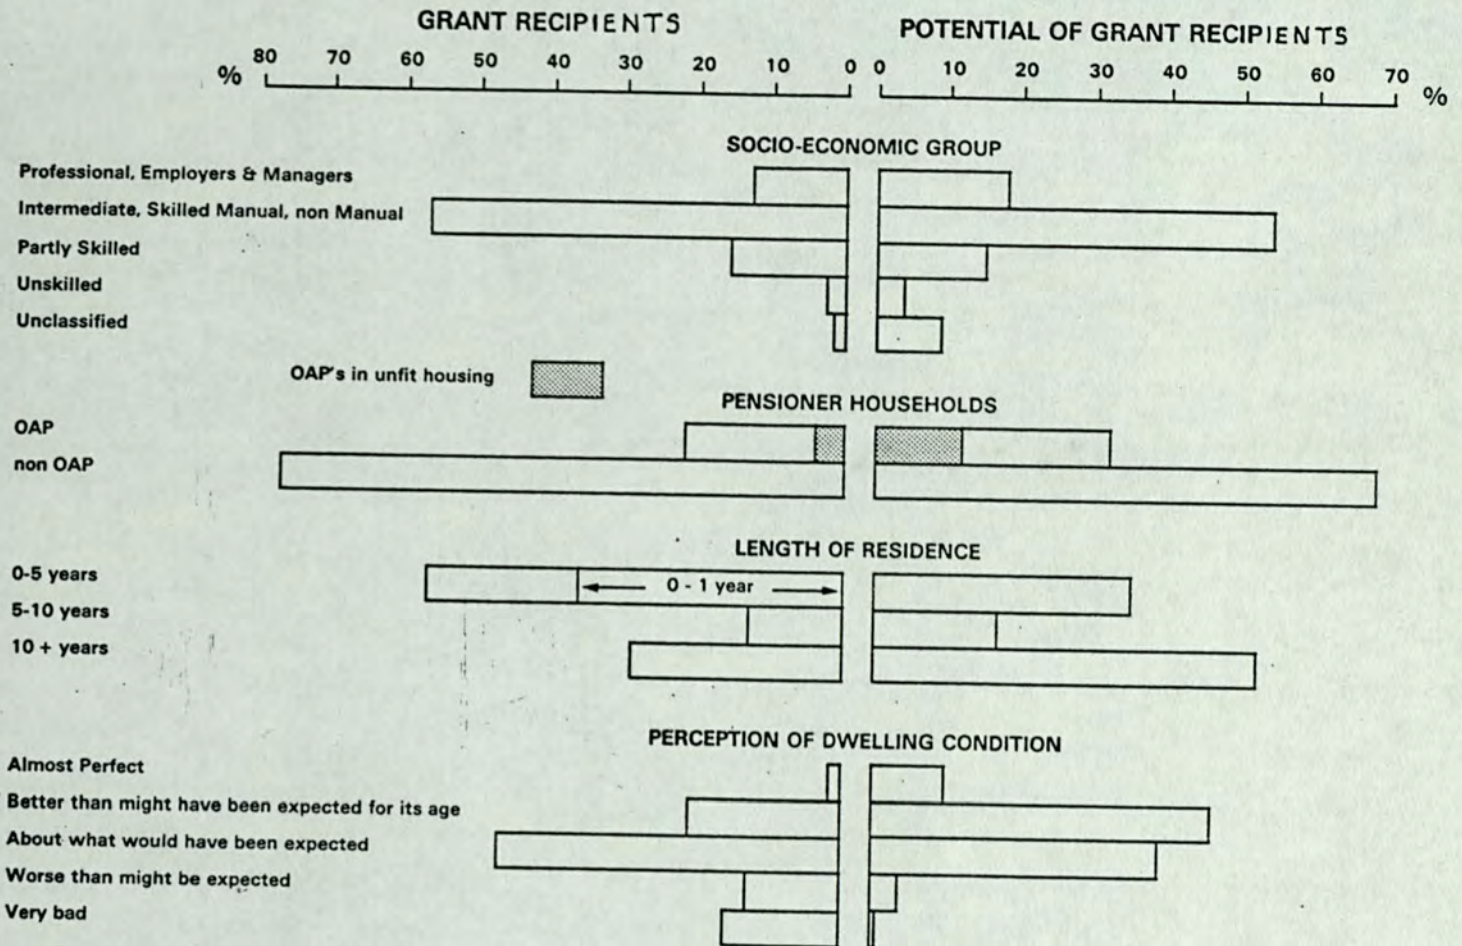 GRANT RECIPIENTS
POTENTIAL OF GRANT RECIPIENTS
% 80 70 60 50 40 30 20 10 0
0 10 20 30 40 50 60 70 %
SOCIO-ECONOMIC GROUP
Professional, Employers & Managers
Intermediate, Skilled Manual, non Manual
Partly Skilled
Unskilled
Unclassified
OAP's in unfit housing
PENSIONER HOUSEHOLDS
OAP
non OAP
LENGTH OF RESIDENCE
0-5 years
0 - 1 year
5-10 years
10 + years
PERCEPTION OF DWELLING CONDITION
Almost Perfect
Better than might have been expected for its age
About what would have been expected
Worse than might be expected
Very bad